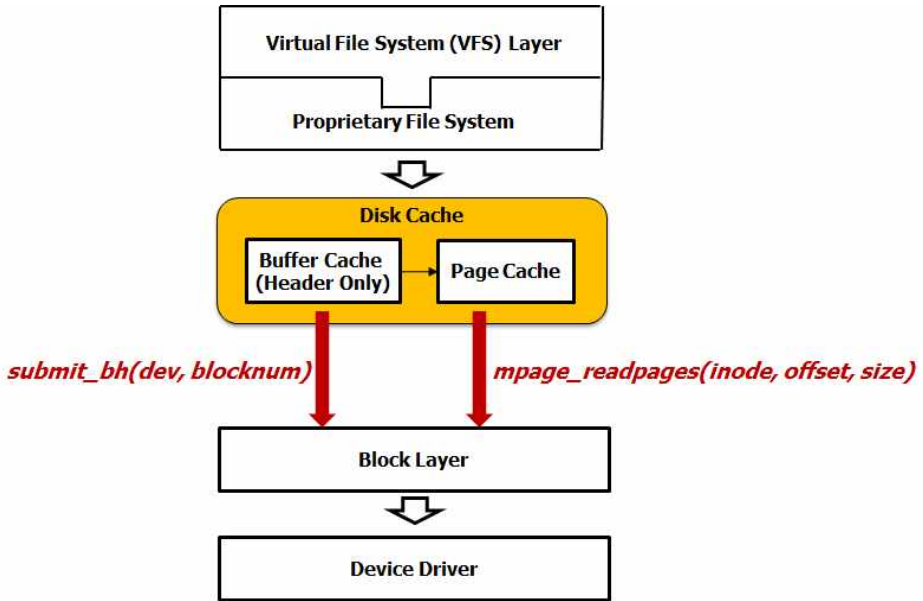 Virtual File System (VFS) Layer
Proprietary File System
Disk Cache
Buffer Cache
(Header Only)
Page Cache
submit_bh(dev, blocknum)
mpage_readpages(inode, offset, size)
Block Layer
Device Driver